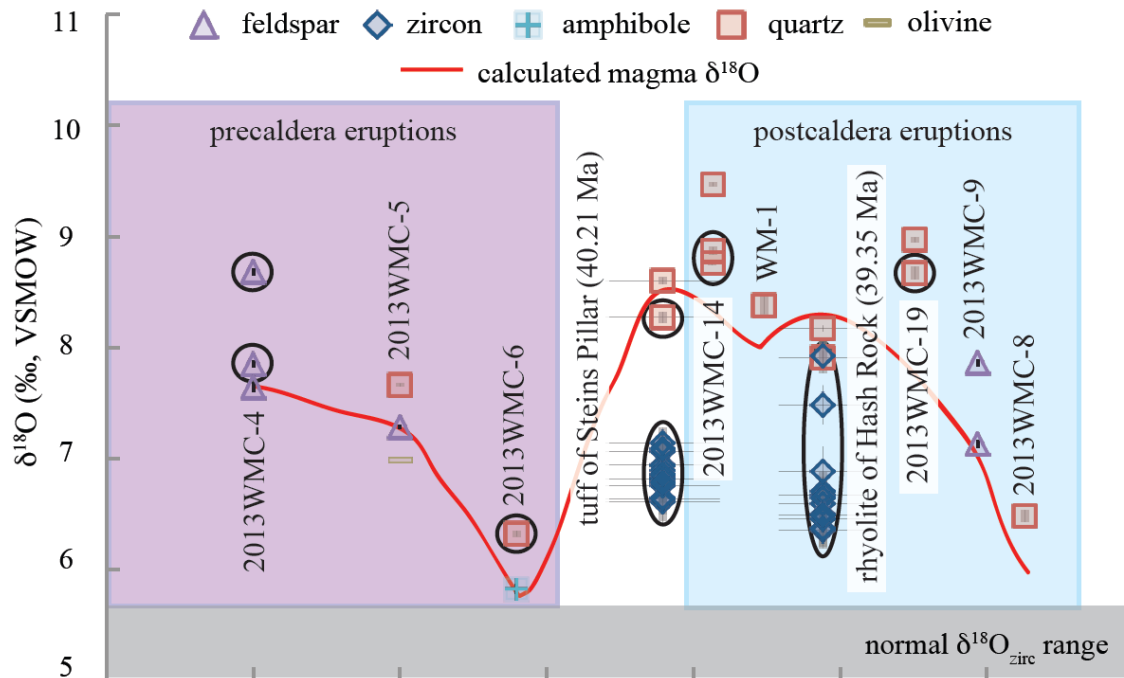 11
feldspar zircon amphibole quartz olivine
calculated magma δ¹⁸O
10
precaldera eruptions
postcaldera eruptions
9
8
7
6
5
δ¹⁸O (‰, VSMOW)
2013WMC-4
2013WMC-5
2013WMC-6
tuff of Steins Pillar (40.21 Ma)
2013WMC-14
WM-1
rhyolite of Hash Rock (39.35 Ma)
2013WMC-19
2013WMC-9
2013WMC-8
normal δ¹⁸O_zirc range